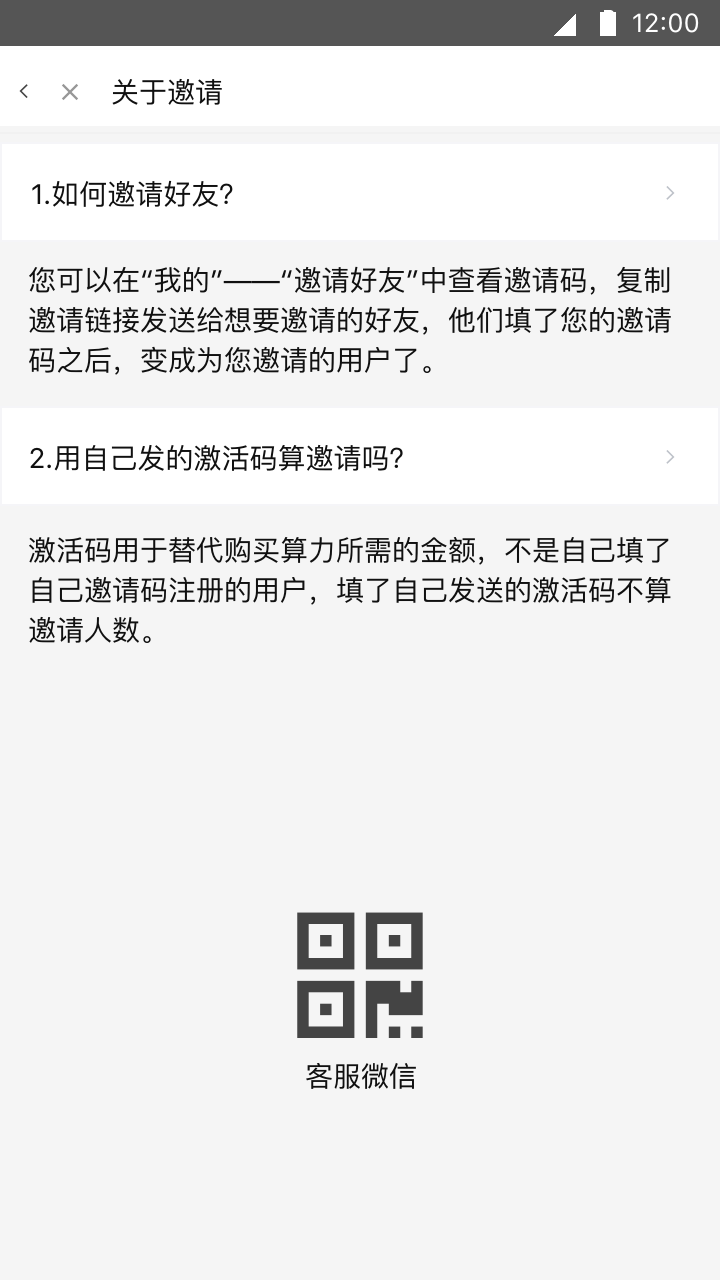 12:00
关于邀请
1.如何邀请好友?
您可以在“我的”——“邀请好友”中查看邀请码，复制
邀请链接发送给想要邀请的好友，他们填了您的邀请
码之后，变成为您邀请的用户了。
2.用自己发的激活码算邀请吗?
激活码用于替代购买算力所需的金额，不是自己填了
自己邀请码注册的用户，填了自己发送的激活码不算
邀请人数。
客服微信